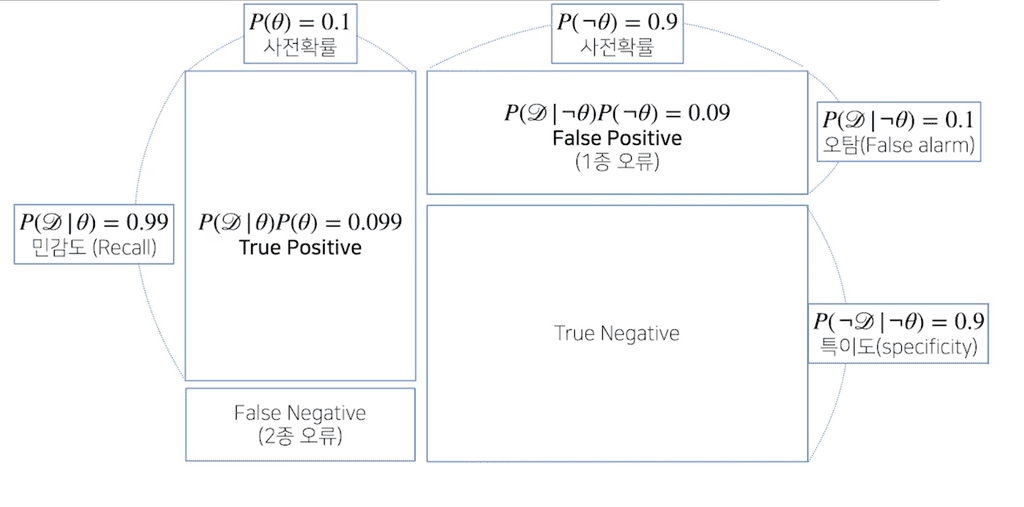 P(θ) = 0.1
사전확률
P(¬θ) = 0.9
사전확률
P(𝒟|¬θ)P(¬θ) = 0.09
False Positive
(1종 오류)
P(𝒟|¬θ) = 0.1
오탐(False alarm)
P(𝒟|θ) = 0.99
민감도 (Recall)
P(𝒟|θ)P(θ) = 0.099
True Positive
True Negative
P(¬𝒟|¬θ) = 0.9
특이도(specificity)
False Negative
(2종 오류)